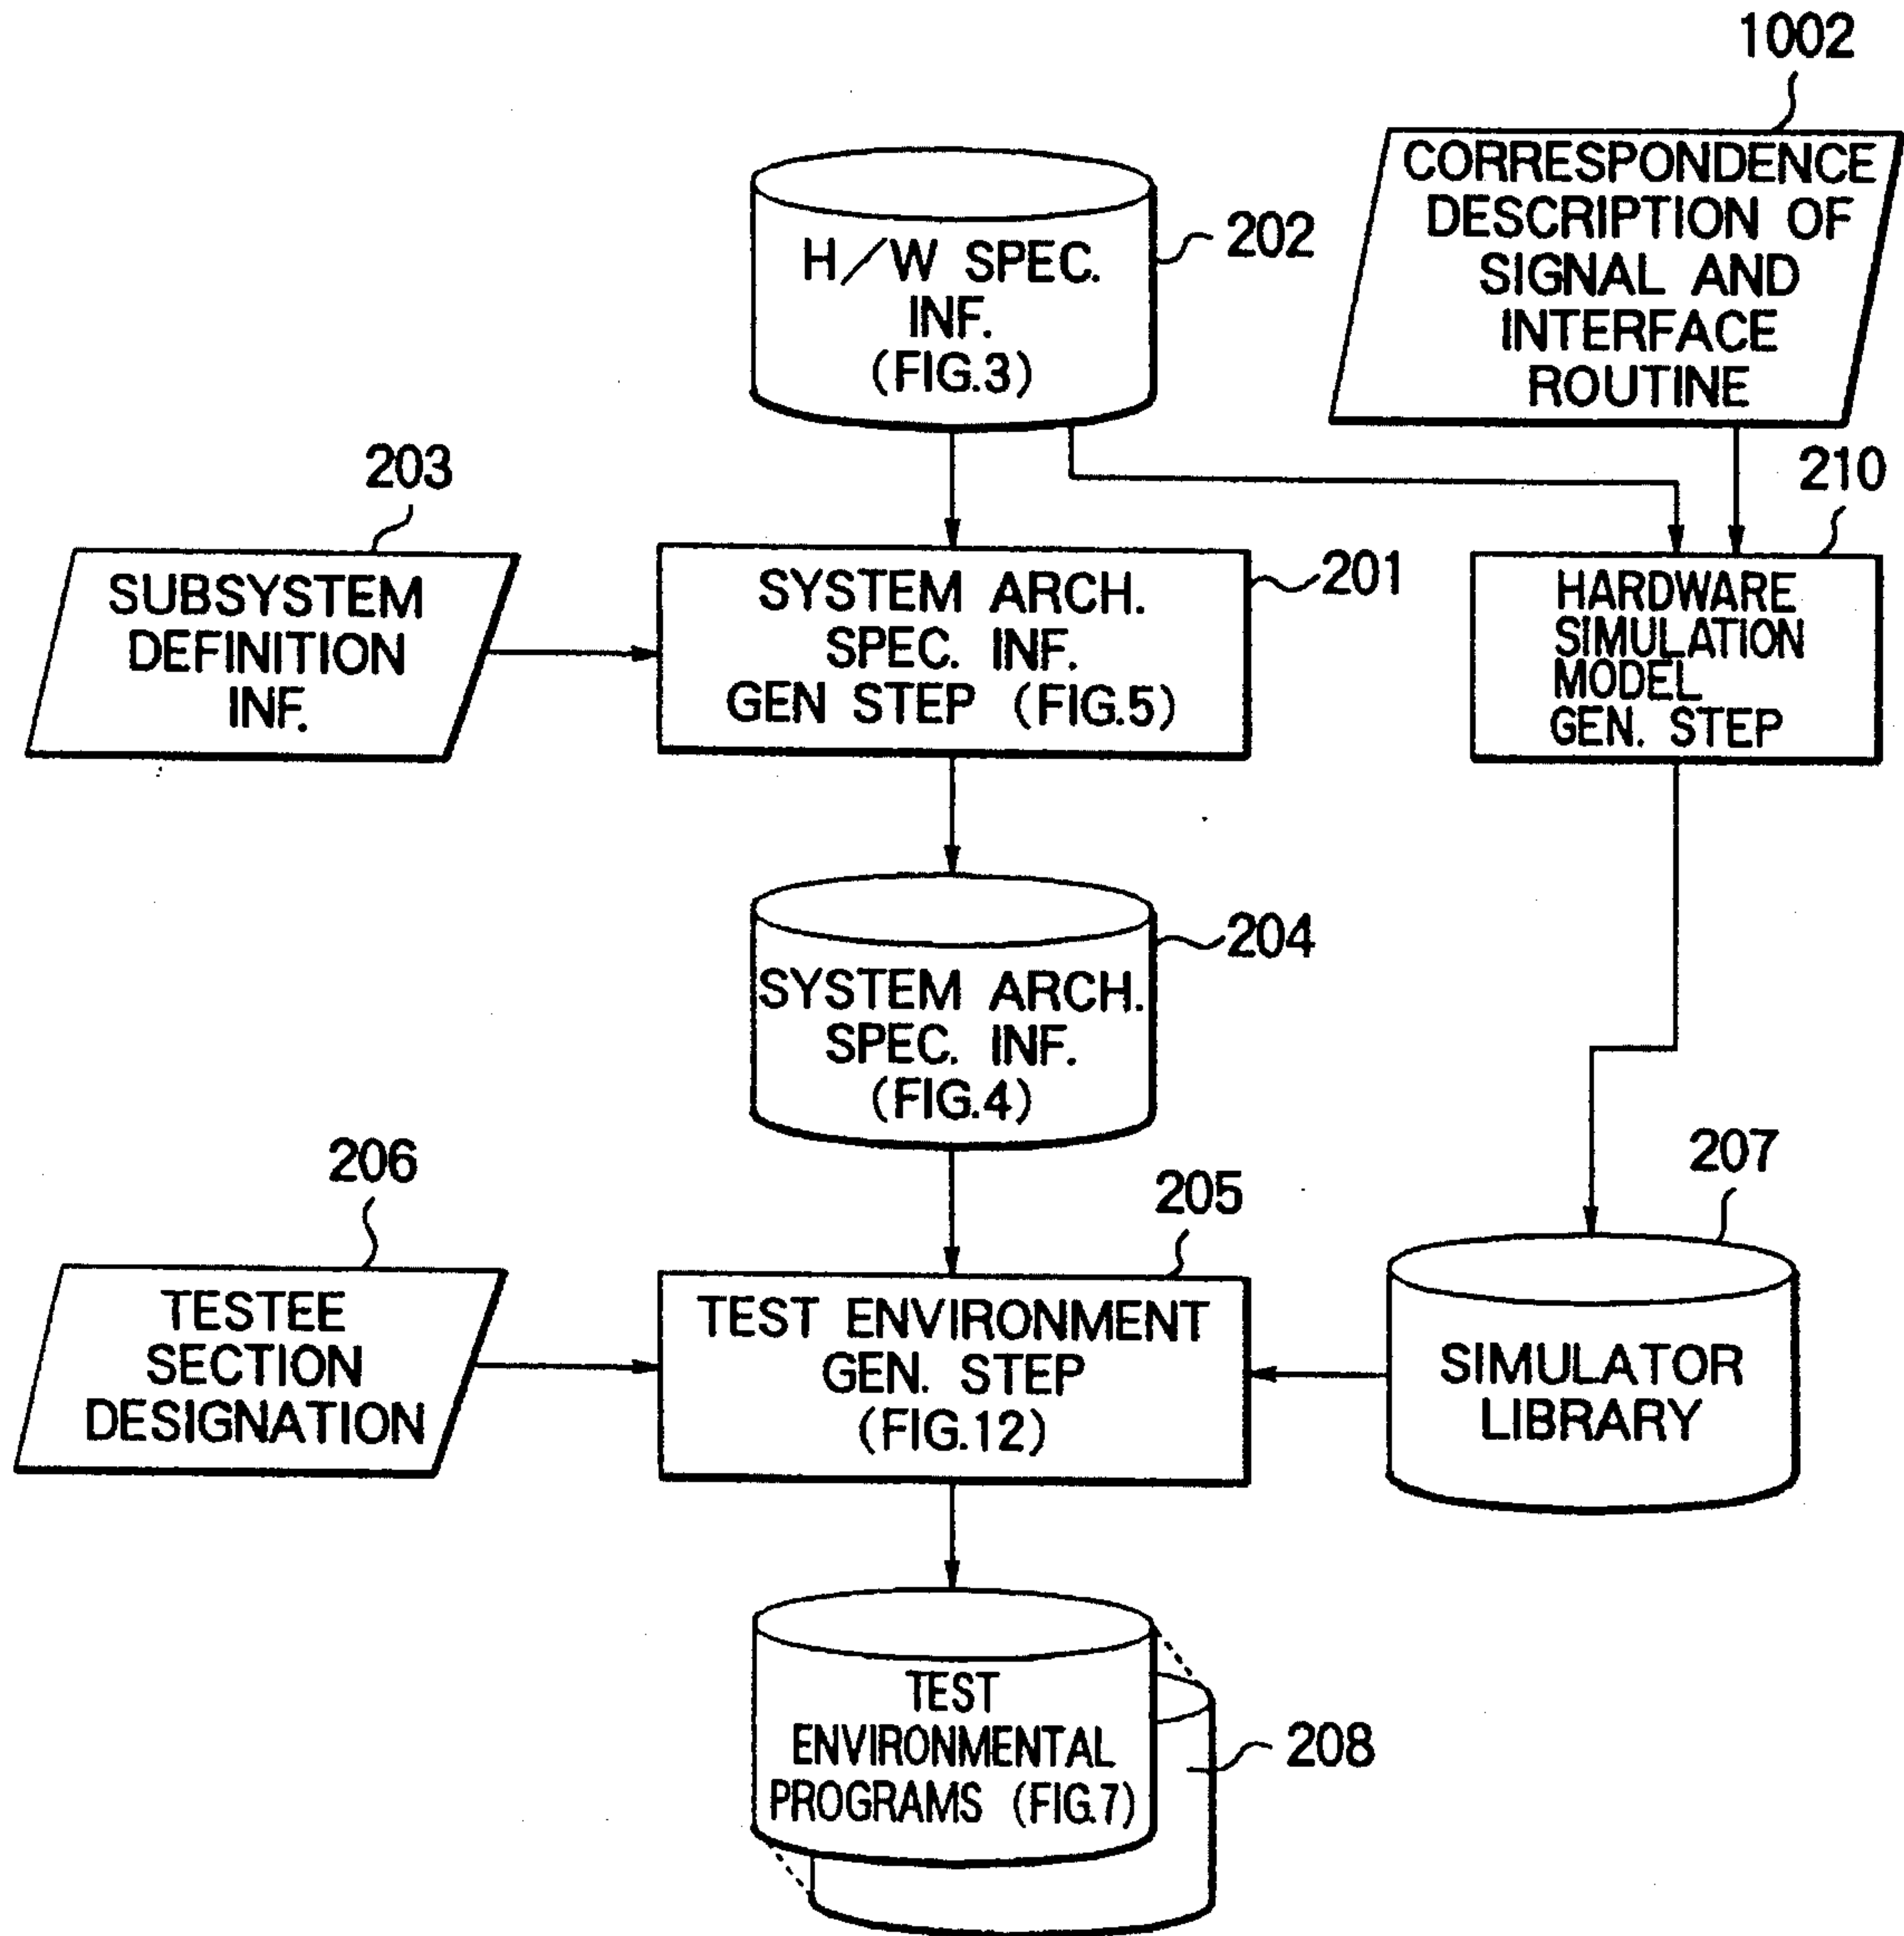 1002
CORRESPONDENCE
DESCRIPTION OF
SIGNAL AND
INTERFACE
ROUTINE
202
H/W SPEC.
INF.
(FIG.3)
203
SUBSYSTEM
DEFINITION
INF.
201
SYSTEM ARCH.
SPEC. INF.
GEN STEP (FIG.5)
210
HARDWARE
SIMULATION
MODEL
GEN. STEP
204
SYSTEM ARCH.
SPEC. INF.
(FIG.4)
206
TESTEE
SECTION
DESIGNATION
205
TEST ENVIRONMENT
GEN. STEP
(FIG.12)
207
SIMULATOR
LIBRARY
TEST
ENVIRONMENTAL
PROGRAMS (FIG.7)
208